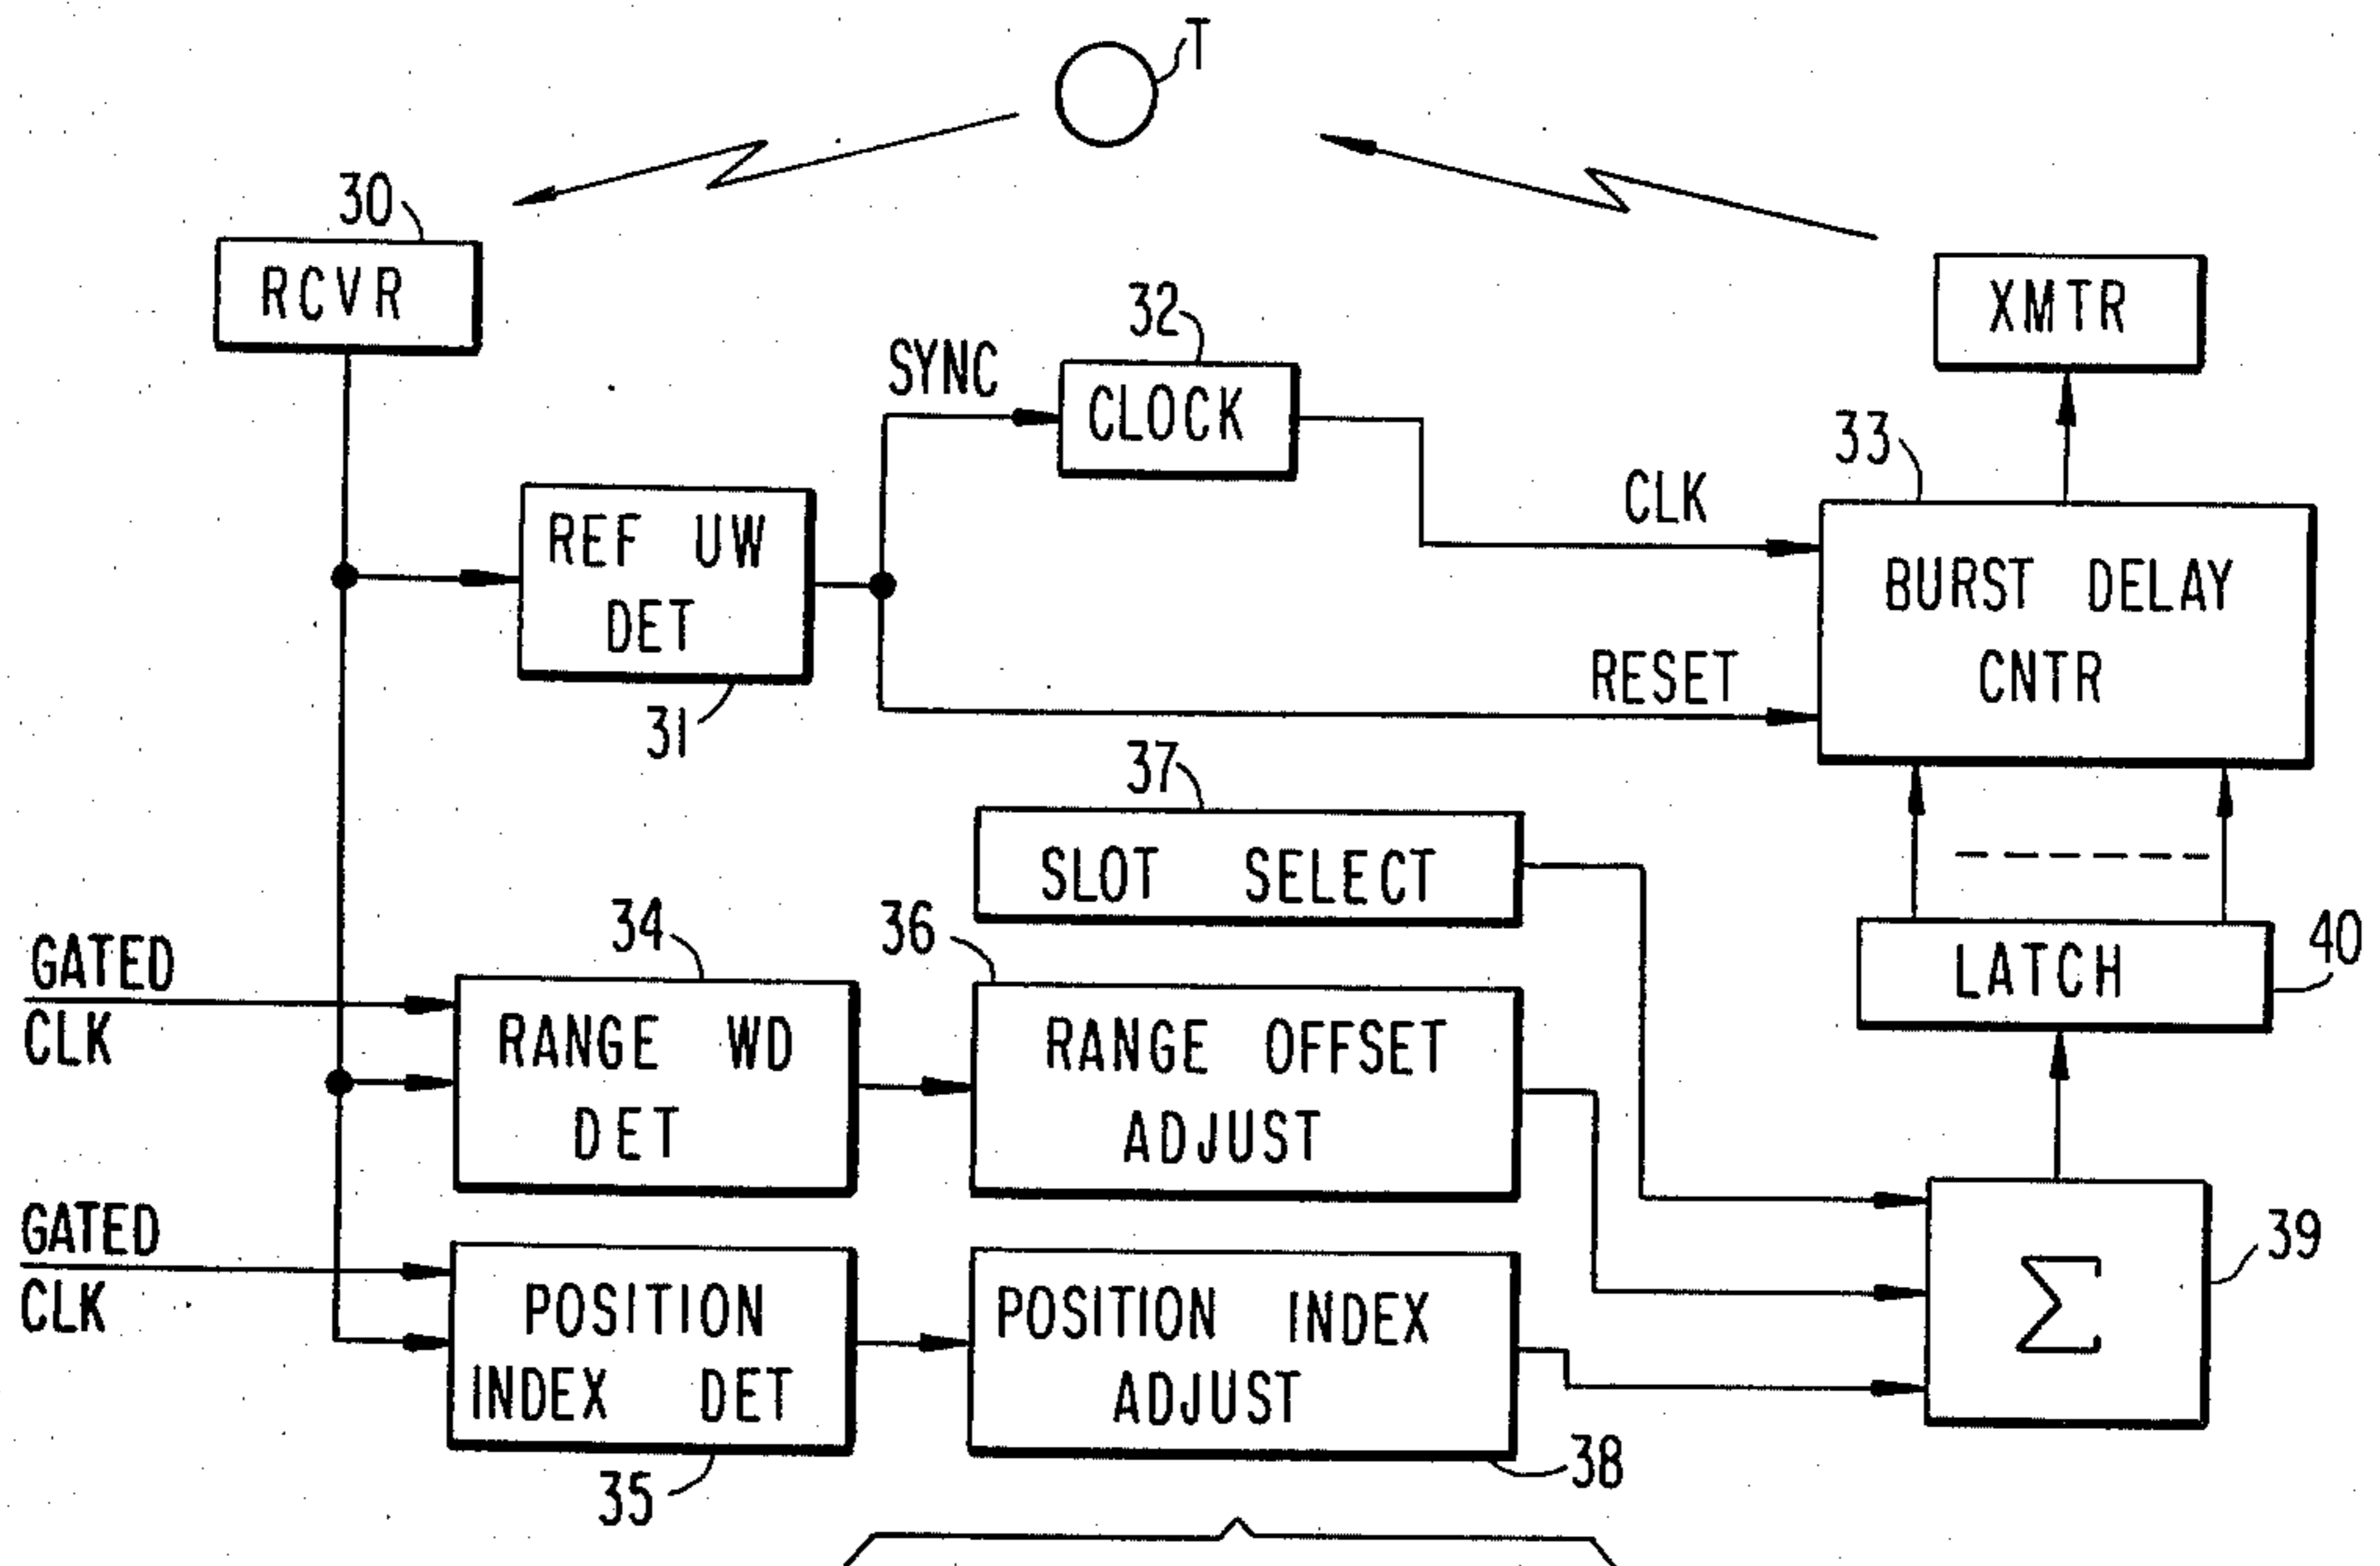 T
30
RCVR
32
SYNC
CLOCK
XMTR
33
CLK
REF UW
DET
31
BURST DELAY
CNTR
RESET
37
SLOT SELECT
34
36
40
LATCH
GATED
CLK
RANGE WD
DET
RANGE OFFSET
ADJUST
GATED
CLK
POSITION
INDEX DET
35
POSITION INDEX
ADJUST
38
Σ
39